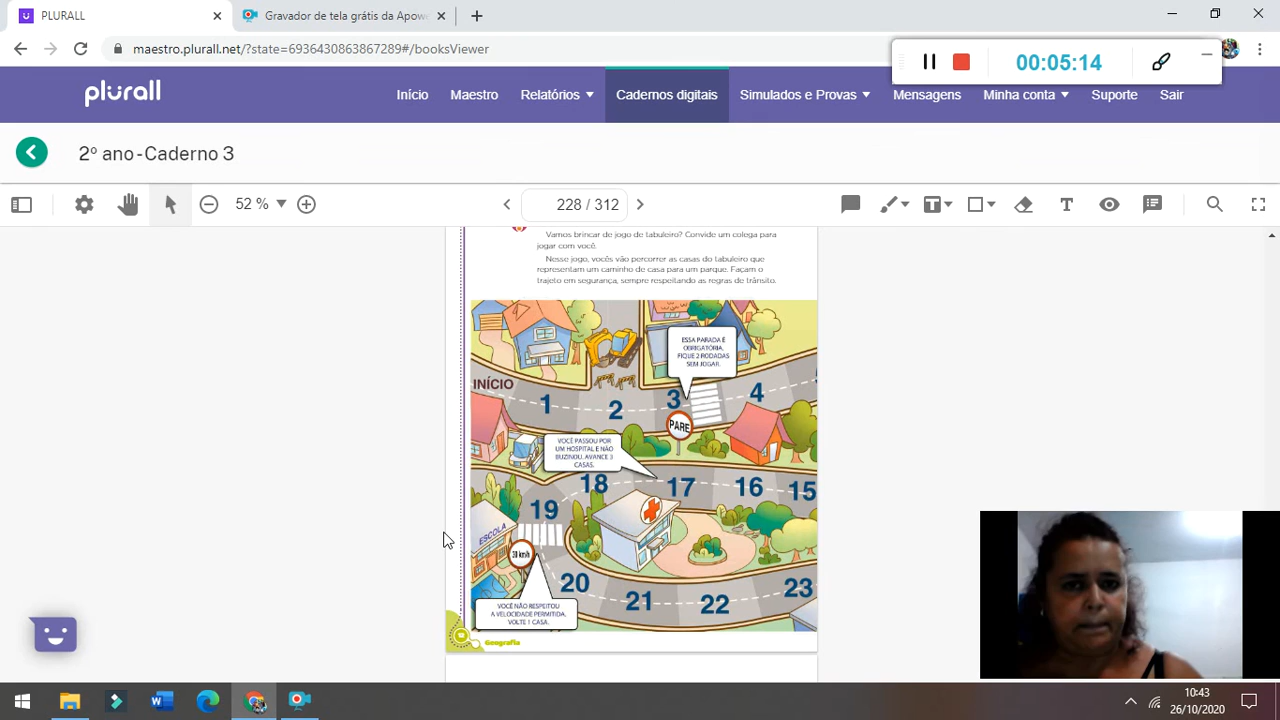 PLURALL
Gravador de tela grátis da Apowe
maestro.plurall.net/?state=6936430863867289#/booksViewer
00:05:14
plurall
Início
Maestro
Relatórios
Cadernos digitais
Simulados e Provas
Mensagens
Minha conta
Suporte
Sair
2º ano - Caderno 3
52 %
228 / 312
Vamos brincar de jogo de tabuleiro? Convide um colega para
jogar com você.
Nesse jogo, vocês vão percorrer as casas do tabuleiro que
representam um caminho de casa para um parque. Façam o
trajeto em segurança, sempre respeitando as regras de trânsito.
ESSA PARADA É
OBRIGATÓRIA.
FIQUE 2 RODADAS
SEM JOGAR.
INÍCIO
1
2
3
4
PARE
VOCÊ PASSOU POR
UM HOSPITAL E NÃO
BUZINOU. AVANCE 3
CASAS.
19
18
17
16
15
ESCOLA
30 km/h
20
21
22
23
VOCÊ NÃO RESPEITOU
A VELOCIDADE PERMITIDA.
VOLTE 1 CASA.
Geografia
10:43
26/10/2020